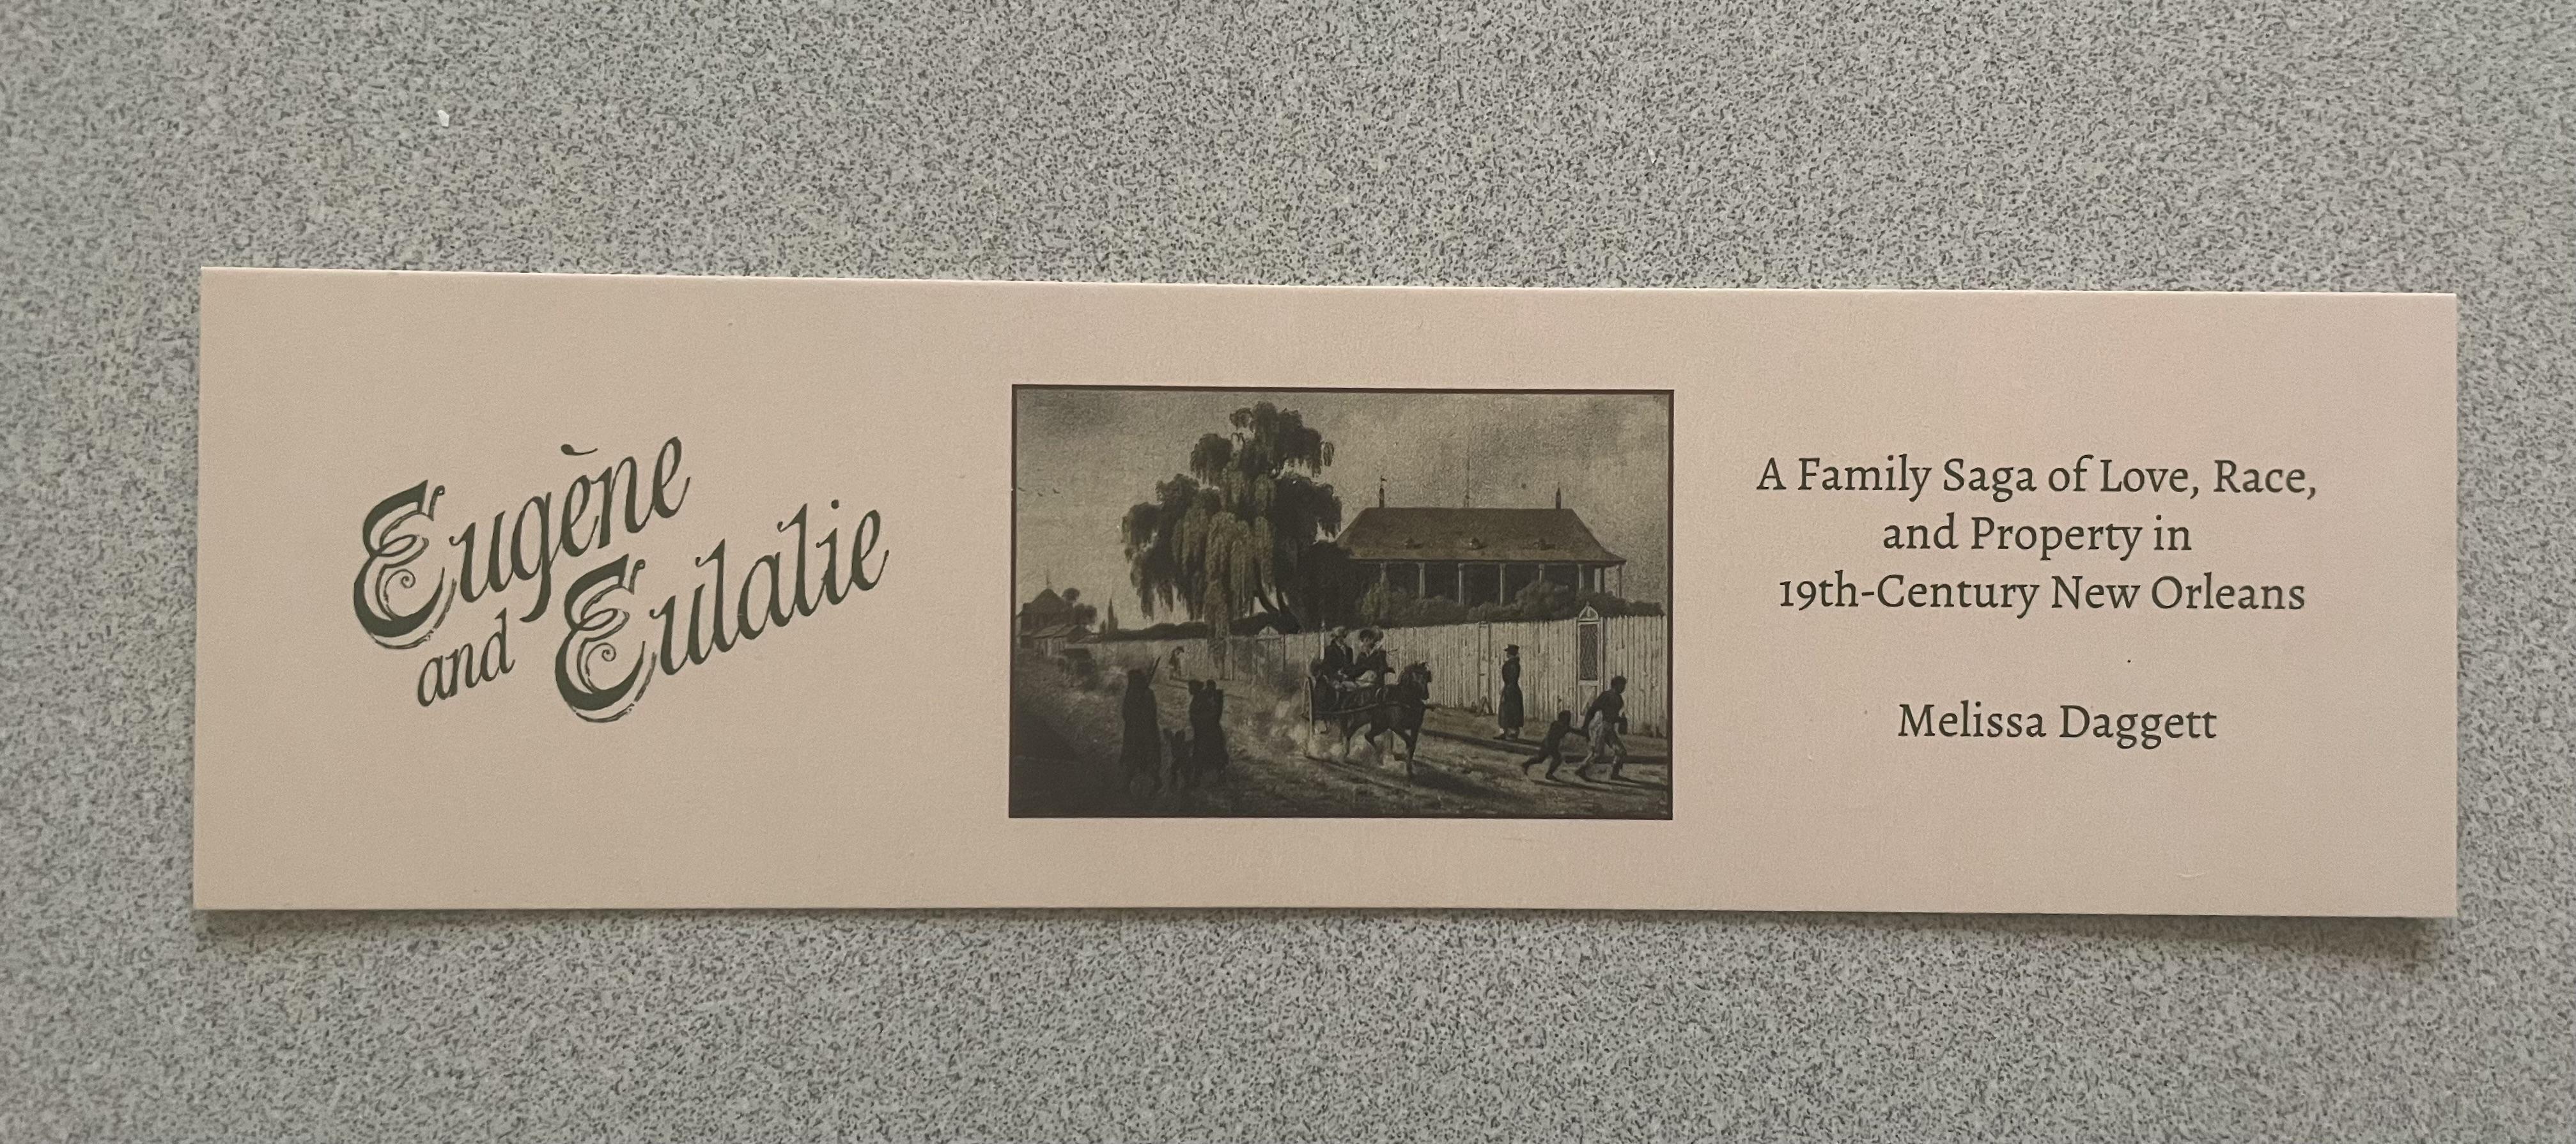 Eugène
and Eulalie
A Family Saga of Love, Race,
and Property in
19th-Century New Orleans
Melissa Daggett